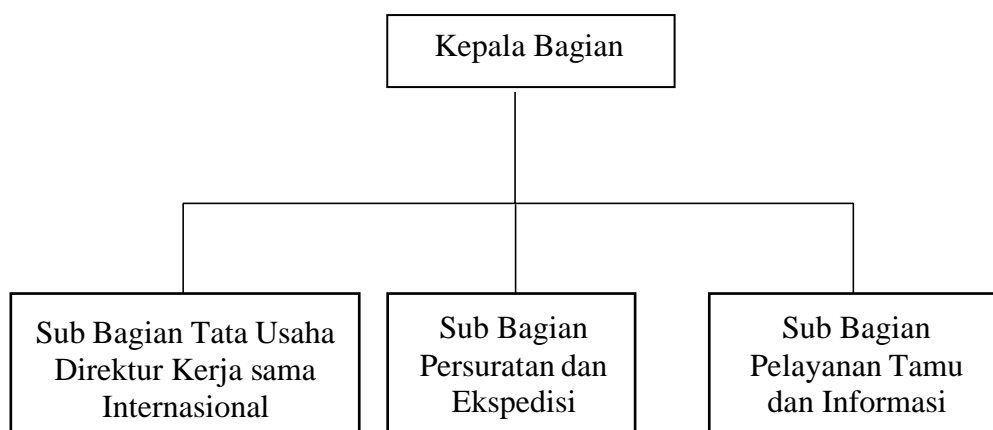 Kepala Bagian
Sub Bagian Tata Usaha
Direktur Kerja sama
Internasional
Sub Bagian
Persuratan dan
Ekspedisi
Sub Bagian
Pelayanan Tamu
dan Informasi